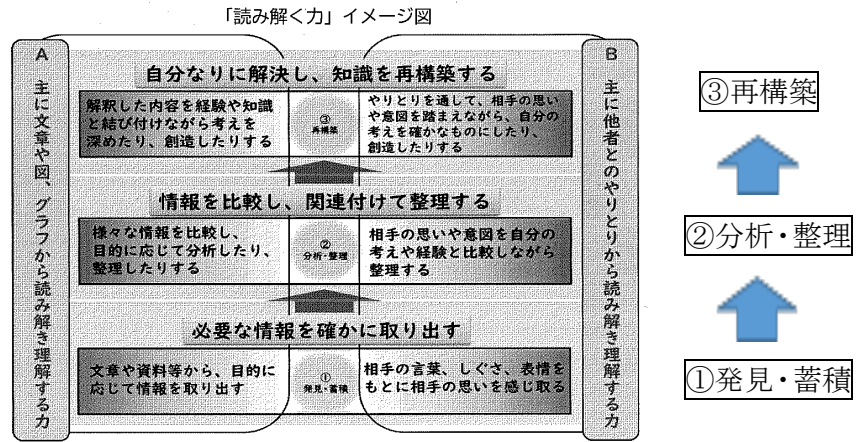 「読み解く力」イメージ図
A 主に文章や図、グラフから読み解き理解する力
自分なりに解決し、知識を再構築する
解釈した内容を経験や知識
と結び付けながら考えを
深めたり、創造したりする
③
再構築
やりとりを通して、相手の思い
や意図を踏まえながら、自分の
考えを確かなものにしたり、
創造したりする
情報を比較し、関連付けて整理する
様々な情報を比較し、
目的に応じて分析したり、
整理したりする
②
分析・整理
相手の思いや意図を自分の
考えや経験と比較しながら
整理する
必要な情報を確かに取り出す
文章や資料等から、目的に
応じて情報を取り出す
①
発見・蓄積
相手の言葉、しぐさ、表情を
もとに相手の思いを感じ取る
B 主に他者とのやりとりから読み解き理解する力
③再構築
②分析・整理
①発見・蓄積